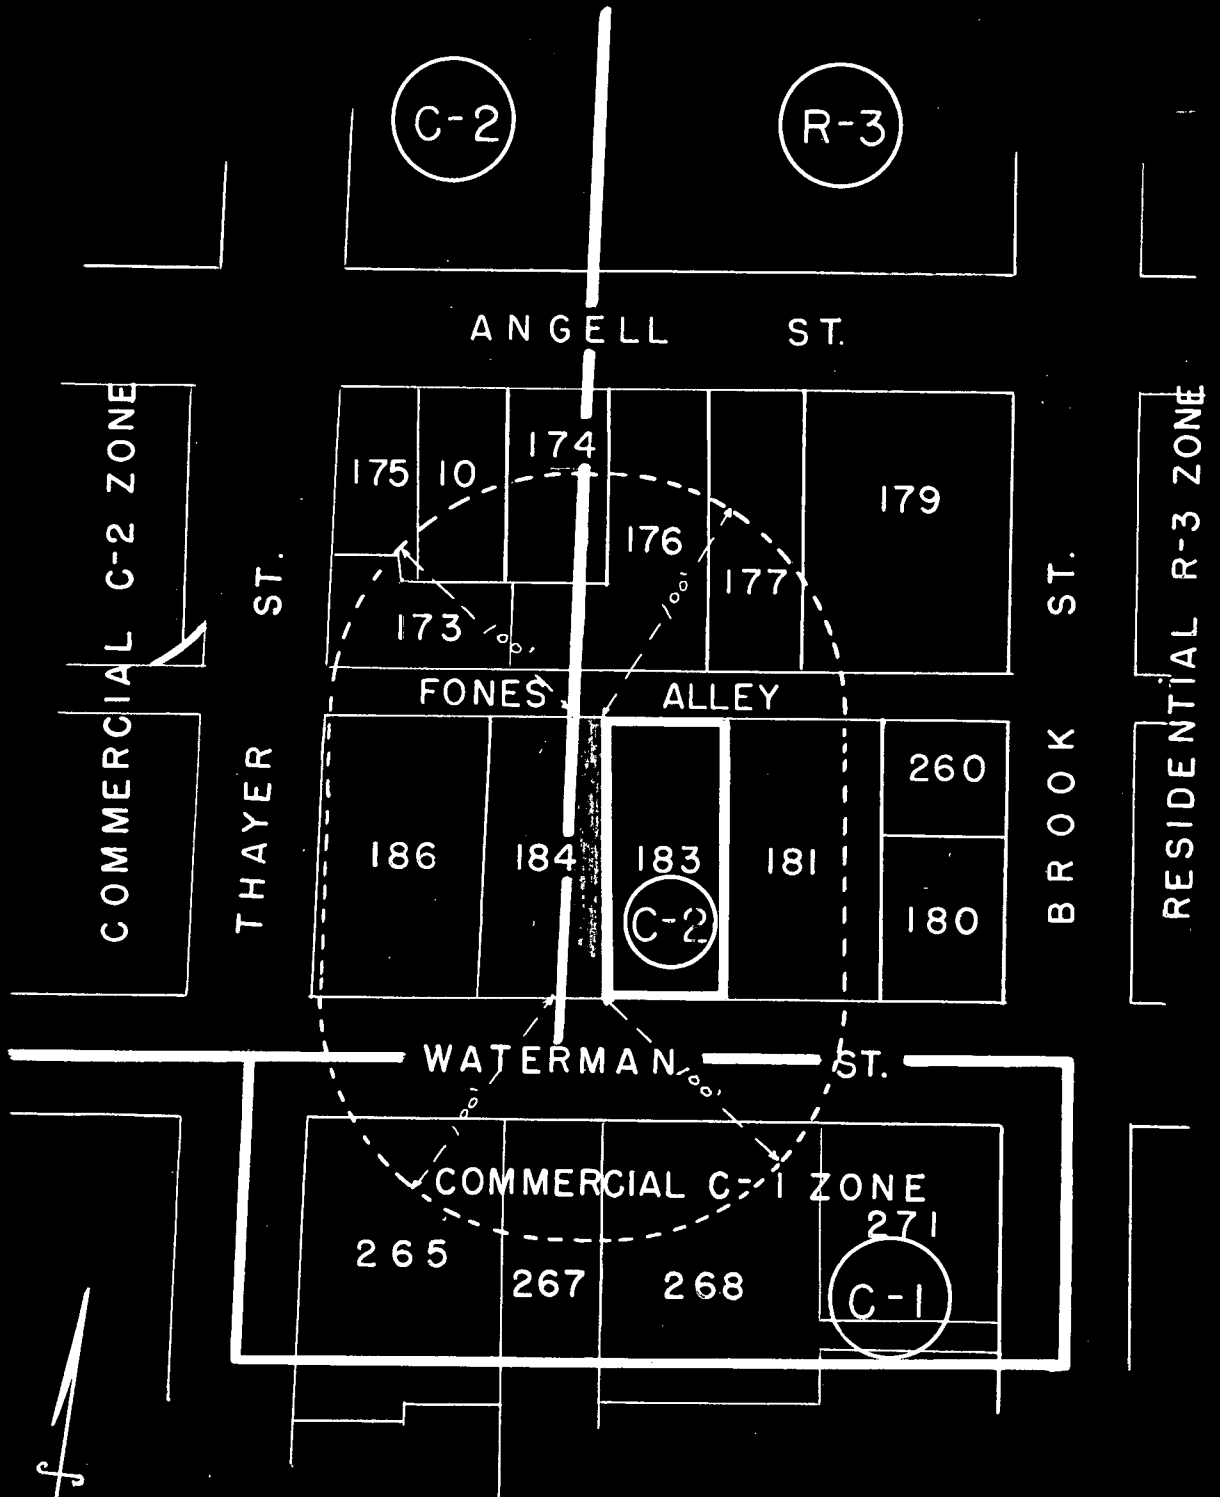 C-2
R-3
ANGELL ST.
174
175
10
179
176
177
173
100'
100'
COMMERCIAL C-2 ZONE
THAYER ST.
BROOK ST.
RESIDENTIAL R-3 ZONE
FONES ALLEY
260
186
184
183
181
C-2
180
WATERMAN ST.
100'
100'
COMMERCIAL C-1 ZONE
271
265
267
268
C-1